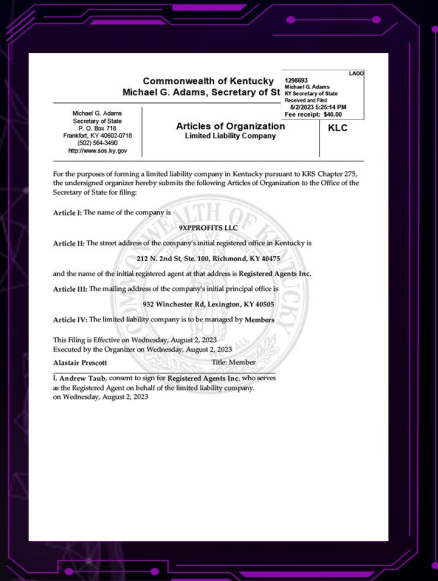 LAOO
Commonwealth of Kentucky
Michael G. Adams, Secretary of St
1298693
Michael G. Adams
KY Secretary of State
Received and Filed
8/2/2023 5:25:14 PM
Fee receipt: $40.00
Michael G. Adams
Secretary of State
P. O. Box 718
Frankfort, KY 40602-0718
(502) 564-3490
http://www.sos.ky.gov
Articles of Organization
Limited Liability Company
KLC
For the purposes of forming a limited liability company in Kentucky pursuant to KRS Chapter 275,
the undersigned organizer hereby submits the following Articles of Organization to the Office of the
Secretary of State for filing:
Article I: The name of the company is
9XPPROFITS LLC
Article II: The street address of the company's initial registered office in Kentucky is
212 N. 2nd St, Ste. 100, Richmond, KY 40475
and the name of the initial registered agent at that address is Registered Agents Inc.
Article III: The mailing address of the company's initial principal office is
932 Winchester Rd, Lexington, KY 40505
Article IV: The limited liability company is to be managed by Members
This Filing is Effective on Wednesday, August 2, 2023
Executed by the Organizer on Wednesday, August 2, 2023
Alastair Prescott Title: Member
I, Andrew Taub, consent to sign for Registered Agents Inc. who serves
as the Registered Agent on behalf of the limited liability company.
on Wednesday, August 2, 2023
COMMONWEALTH OF KENTUCKY